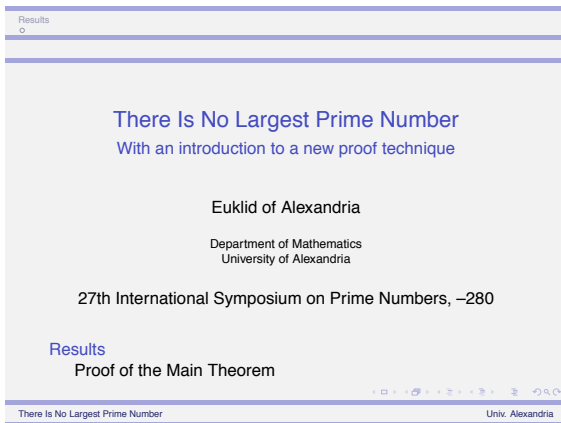 Results
There Is No Largest Prime Number
With an introduction to a new proof technique
Euklid of Alexandria
Department of Mathematics
University of Alexandria
27th International Symposium on Prime Numbers, –280
Results
Proof of the Main Theorem
There Is No Largest Prime Number
Univ. Alexandria